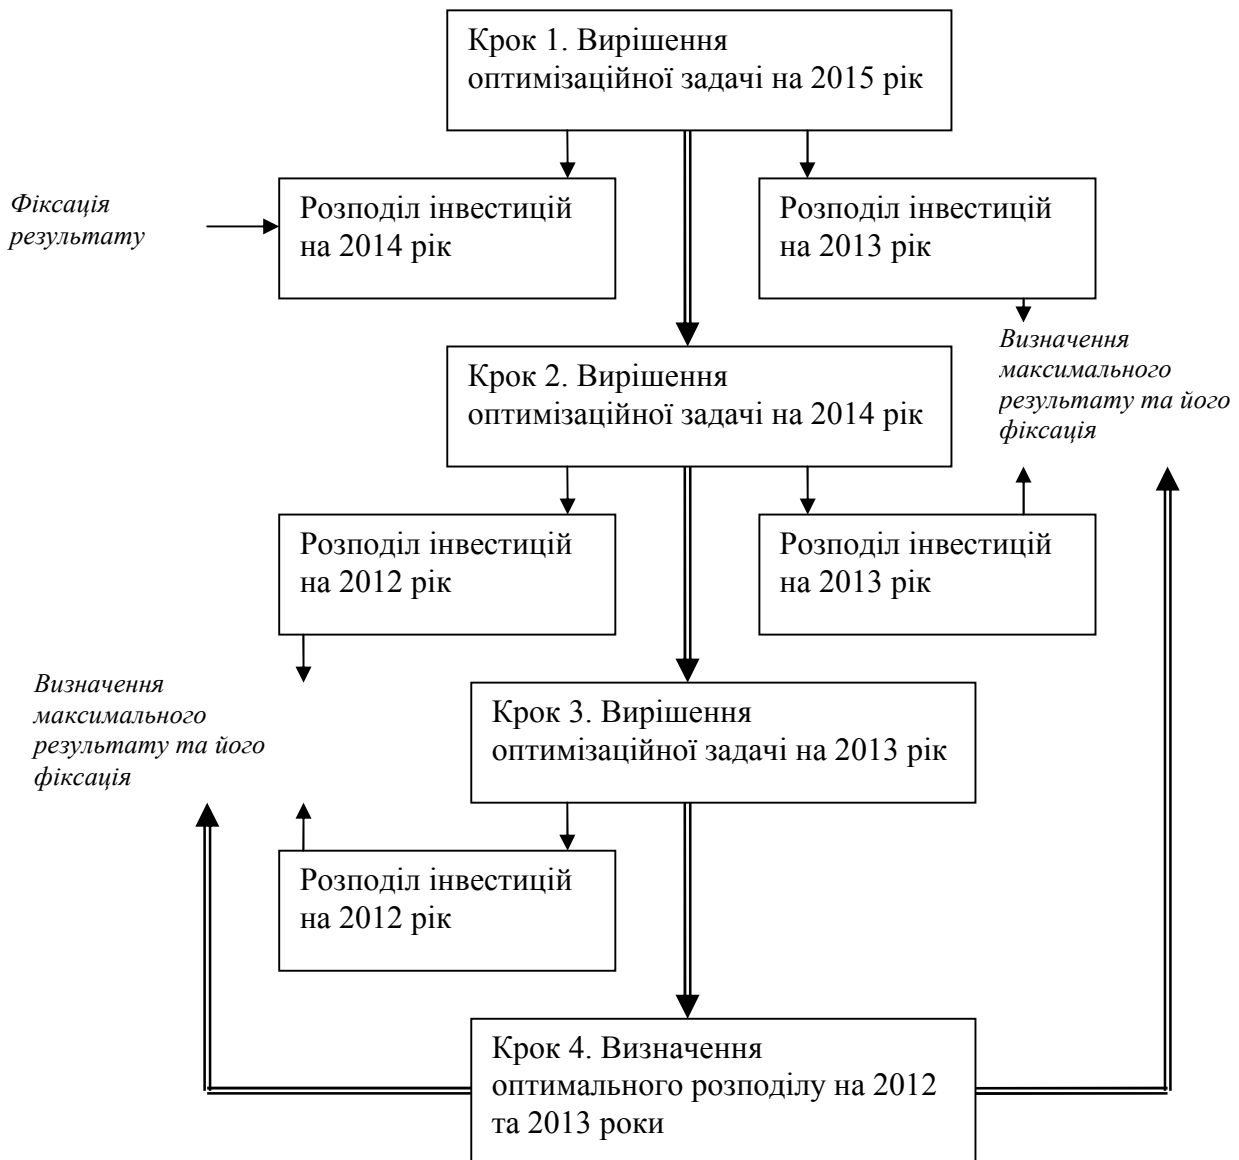 Крок 1. Вирішення
оптимізаційної задачі на 2015 рік
Фіксація
результату
Розподіл інвестицій
на 2014 рік
Розподіл інвестицій
на 2013 рік
Визначення
максимального
результату та його
фіксація
Крок 2. Вирішення
оптимізаційної задачі на 2014 рік
Розподіл інвестицій
на 2012 рік
Розподіл інвестицій
на 2013 рік
Визначення
максимального
результату та його
фіксація
Крок 3. Вирішення
оптимізаційної задачі на 2013 рік
Розподіл інвестицій
на 2012 рік
Крок 4. Визначення
оптимального розподілу на 2012
та 2013 роки